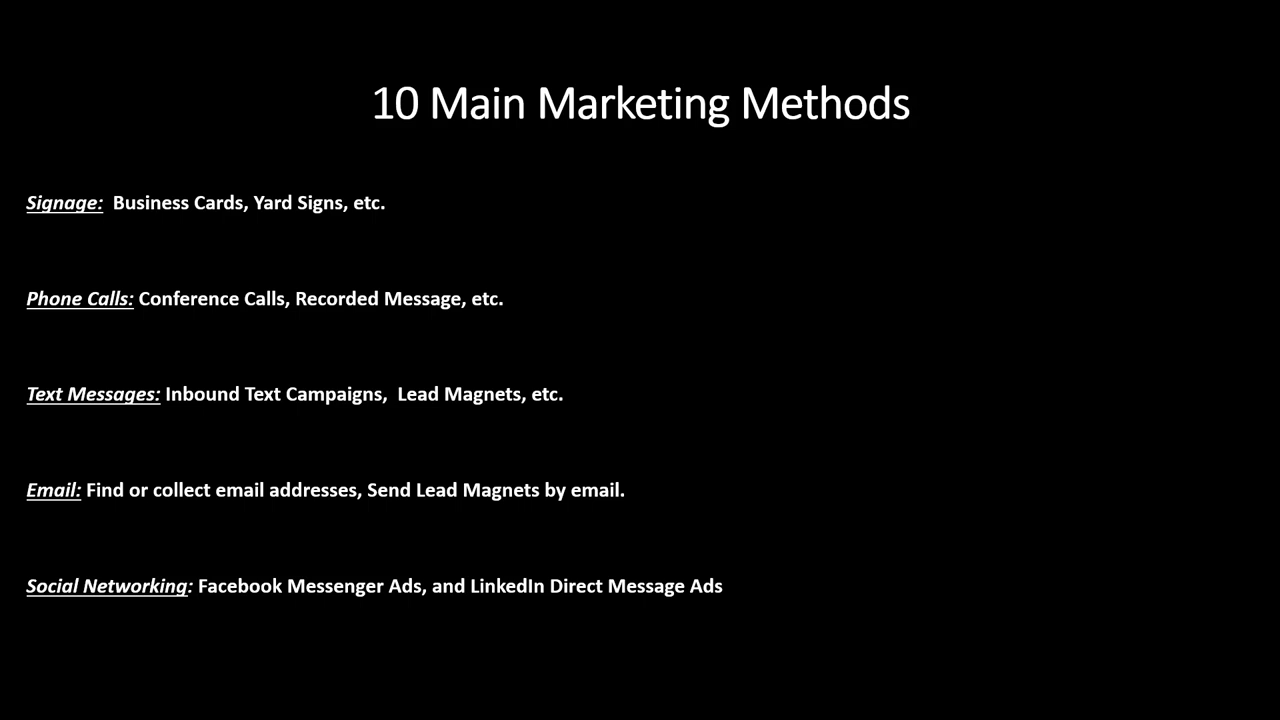 10 Main Marketing Methods
Signage:  Business Cards, Yard Signs, etc.
Phone Calls: Conference Calls, Recorded Message, etc.
Text Messages: Inbound Text Campaigns,  Lead Magnets, etc.
Email: Find or collect email addresses, Send Lead Magnets by email.
Social Networking: Facebook Messenger Ads, and LinkedIn Direct Message Ads